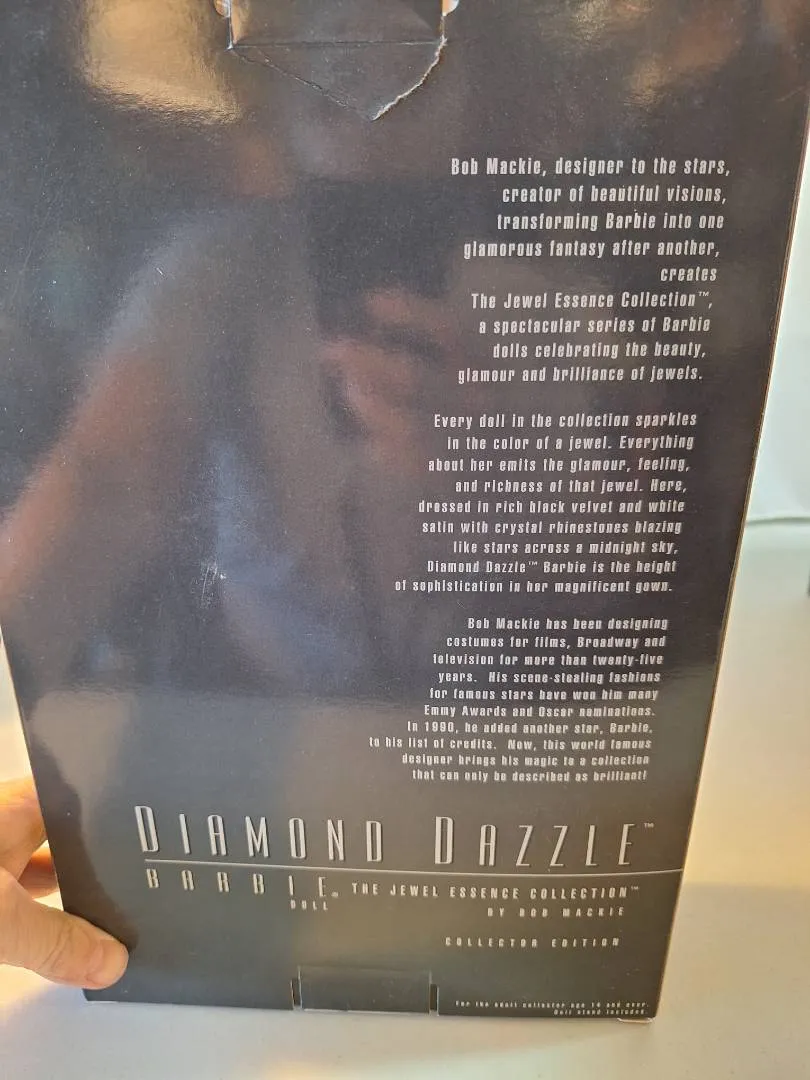 Bob Mackie, designer to the stars,
creator of beautiful visions,
transforming Barbie into one
glamorous fantasy after another,
creates
The Jewel Essence Collection™,
a spectacular series of Barbie
dolls celebrating the beauty,
glamour and brilliance of jewels.
Every doll in the collection sparkles
in the color of a jewel. Everything
about her emits the glamour, feeling,
and richness of that jewel. Here,
dressed in rich black velvet and white
satin with crystal rhinestones blazing
like stars across a midnight sky,
Diamond Dazzle™ Barbie is the height
of sophistication in her magnificent gown.
Bob Mackie has been designing
costumes for films, Broadway and
television for more than twenty-five
years. His scene-stealing fashions
for famous stars have won him many
Emmy Awards and Oscar nominations.
In 1990, he added another star, Barbie,
to his list of credits. Now, this world famous
designer brings his magic to a collection
that can only be described as brilliant!
DIAMOND DAZZLE™
BARBIE® THE JEWEL ESSENCE COLLECTION™
DOLL BY BOB MACKIE
COLLECTOR EDITION
For the adult collector age 14 and over.
Doll stand included.